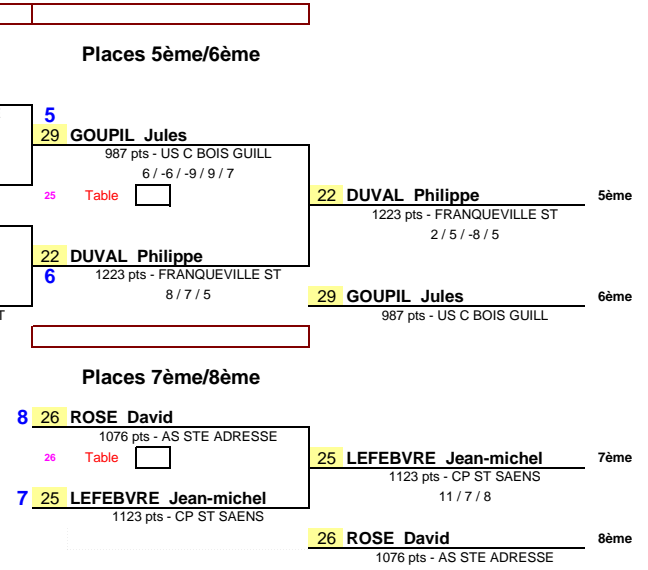 Places 5ème/6ème
5
29 GOUPIL Jules
987 pts - US C BOIS GUILL
6 / -6 / -9 / 9 / 7
25 Table
22 DUVAL Philippe 5ème
1223 pts - FRANQUEVILLE ST
2 / 5 / -8 / 5
22 DUVAL Philippe
6 1223 pts - FRANQUEVILLE ST
8 / 7 / 5
29 GOUPIL Jules 6ème
987 pts - US C BOIS GUILL
T
Places 7ème/8ème
8 26 ROSE David
1076 pts - AS STE ADRESSE
26 Table
25 LEFEBVRE Jean-michel 7ème
1123 pts - CP ST SAENS
11 / 7 / 8
7 25 LEFEBVRE Jean-michel
1123 pts - CP ST SAENS
26 ROSE David 8ème
1076 pts - AS STE ADRESSE